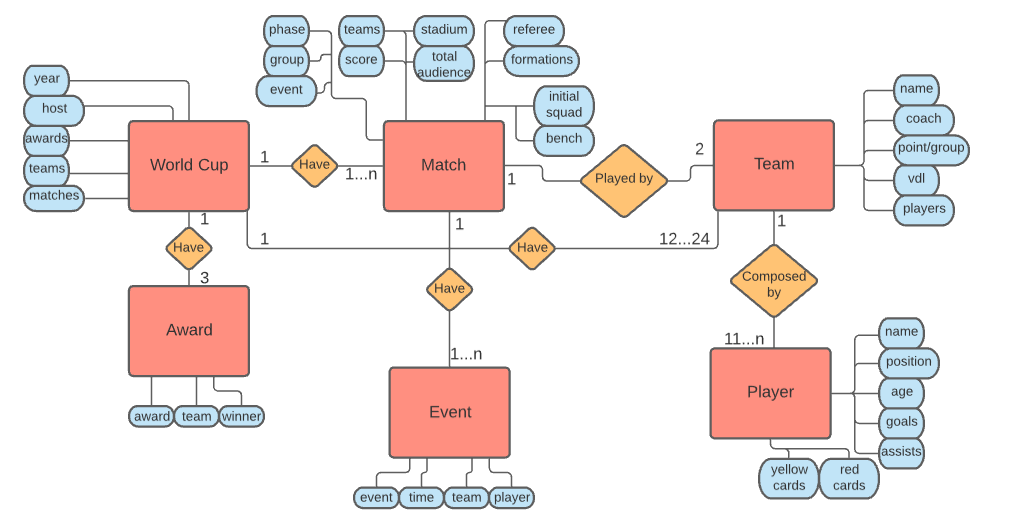 phase
teams
stadium
referee
group
score
total
audience
formations
event
initial
squad
bench
year
host
awards
teams
matches
World Cup
1
Have
1...n
Match
1
Played by
2
Team
name
coach
point/group
vdl
players
1
Have
3
1
Have
12...24
1
Have
1...n
1
Composed
by
11...n
Award
award
team
winner
Event
event
time
team
player
Player
name
position
age
goals
assists
yellow
cards
red
cards